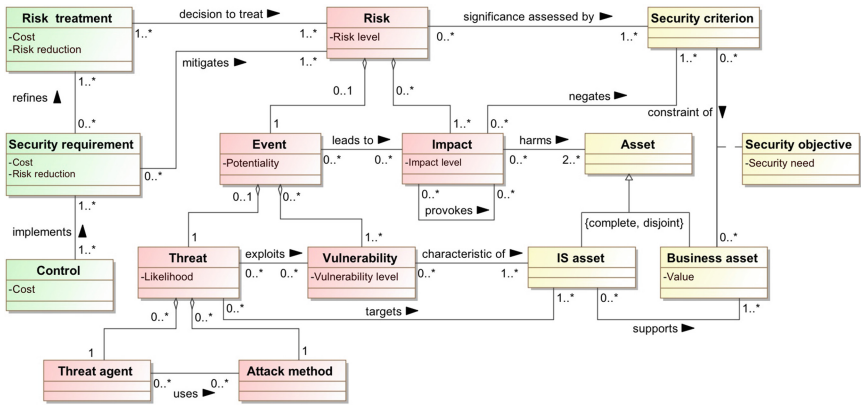 Risk treatment
-Cost
-Risk reduction
decision to treat ►
1..*
1..*
Risk
-Risk level
significance assessed by ►
0..*
1..*
Security criterion
mitigates ►
1..*
1..*
refines ▲
0..*
0..1
0..*
negates ►
1..*
0..*
constraint of ▼
Security requirement
-Cost
-Risk reduction
0..*
1
Event
-Potentiality
leads to ►
0..*
0..*
1..*
0..*
Impact
-Impact level
harms ►
0..*
2..*
Asset
Security objective
-Security need
0..*
0..*
provokes ►
0..1
0..*
{complete, disjoint}
1..*
implements ▲
1..*
1
1..*
0..*
Control
-Cost
Threat
-Likelihood
exploits ►
0..*
0..*
Vulnerability
-Vulnerability level
characteristic of ►
0..*
1..*
IS asset
Business asset
-Value
0..*
0..*
0..*
targets ►
1..*
0..*
supports ►
1..*
1
1
Threat agent
0..*
uses ►
0..*
Attack method